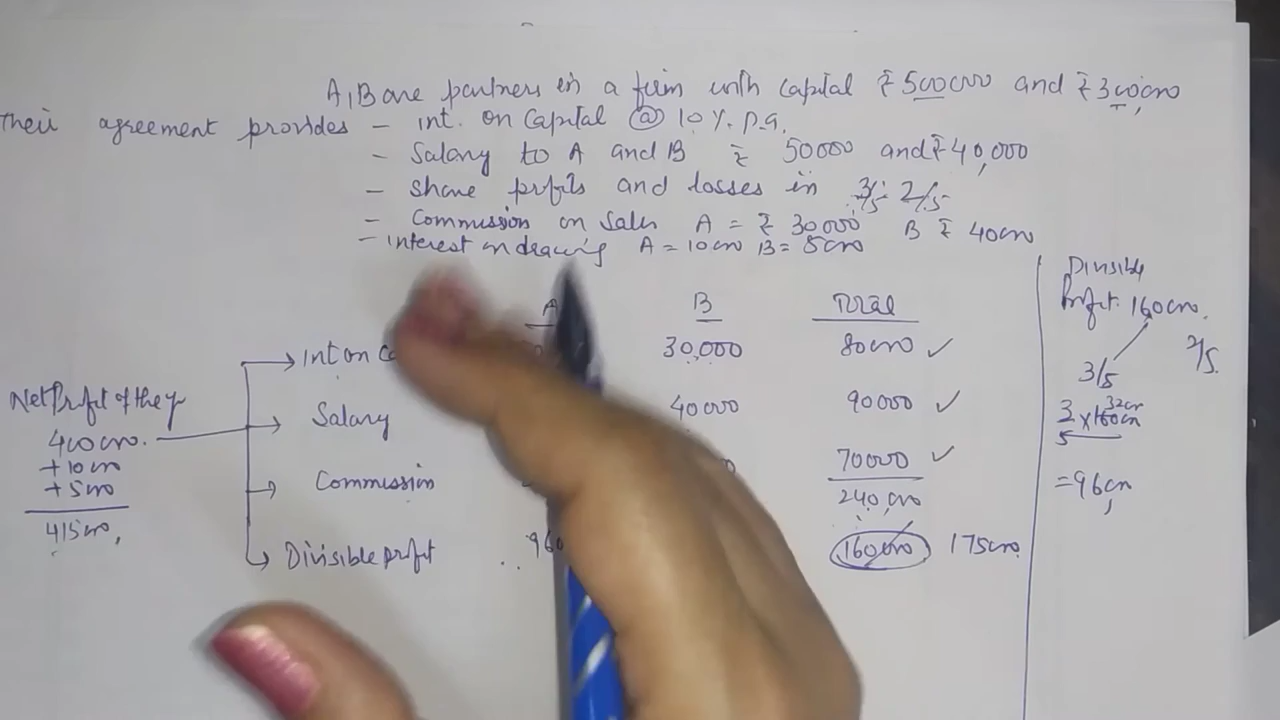 A, B are partners in a firm with capital ₹ 500000 and ₹ 300000
Their agreement provides - int. on Capital @ 10 %. p.a.
- Salary to A and B ₹ 50000 and ₹ 40,000
- Share profits and losses in 3/5 : 2/5
- Commission on Sales A = ₹ 30000 B ₹ 40000
- interest on drawing A = 10000 B = 5000
A B Total
Int on Ca 30,000 80000 ✓
Salary 40000 90000 ✓
Commission 70000 ✓
240,000
Divisible profit 960 160000 175000
Net Profit of the y
400000.
+10000
+5000
415000,
Divisible
Profit. 160000.
3/5 2/5
3/5 × 160000 32000
= 96000,